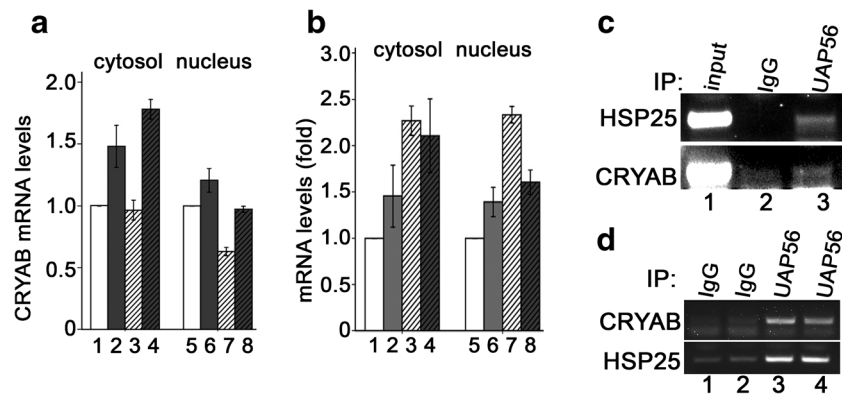 a
cytosol nucleus
CRYAB mRNA levels
2.0
1.5
1.0
0.5
0
1 2 3 4 5 6 7 8
b
cytosol nucleus
mRNA levels (fold)
3.0
2.5
2.0
1.5
1.0
0.5
0
1 2 3 4 5 6 7 8
c
IP: input IgG UAP56
HSP25
CRYAB
1 2 3
d
IP: IgG IgG UAP56 UAP56
CRYAB
HSP25
1 2 3 4